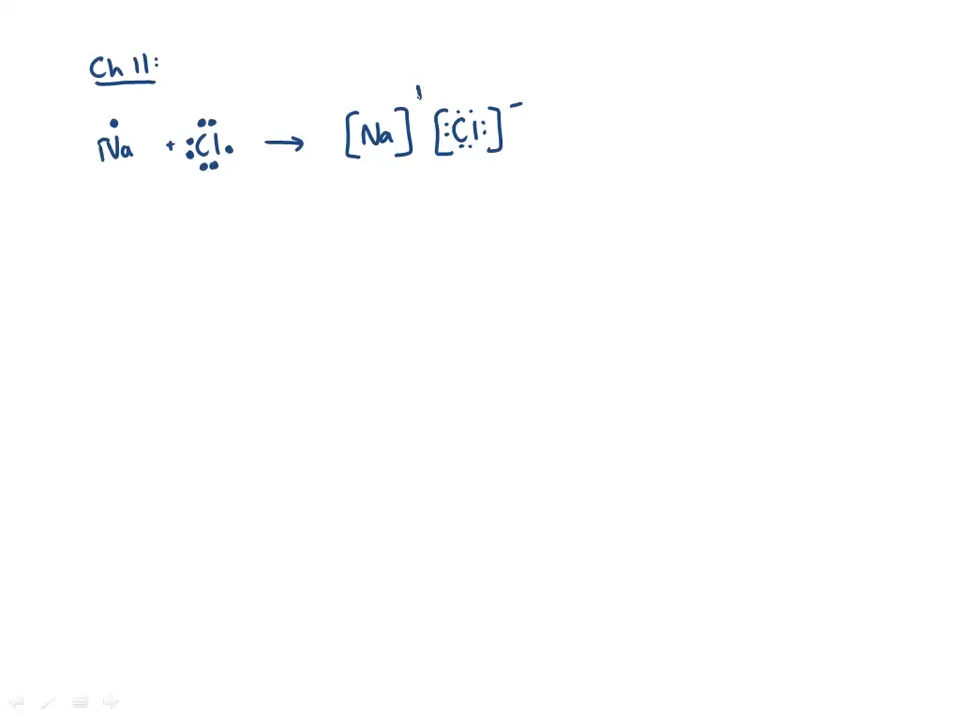 Ch 11:
Na + Cl → [Na] [Cl]⁻